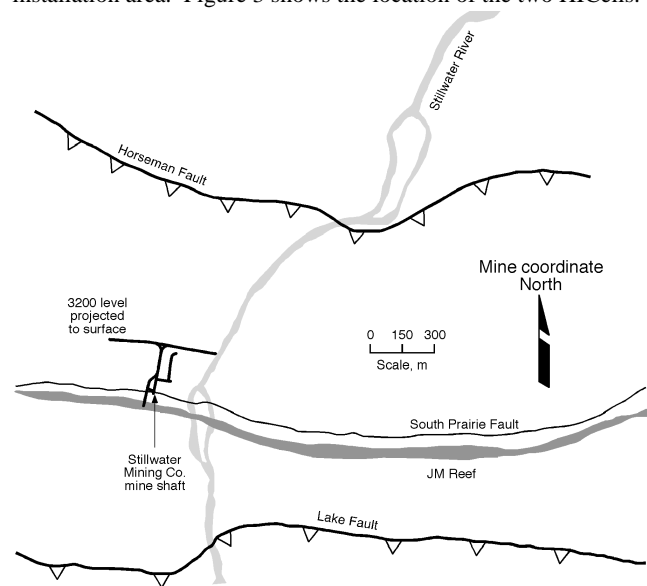 installation area. Figure 3 shows the location of the two HICells.
Stillwater River
Horseman Fault
Mine coordinate
North
3200 level
projected
to surface
0 150 300
Scale, m
South Prairie Fault
Stillwater
Mining Co.
mine shaft
JM Reef
Lake Fault